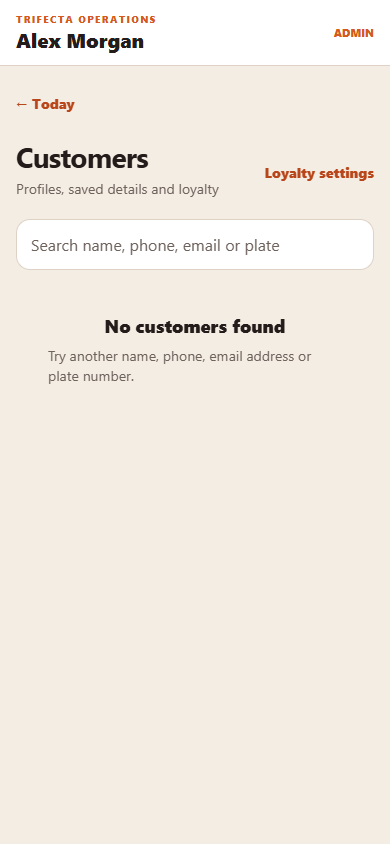 TRIFECTA OPERATIONS
Alex Morgan
ADMIN
← Today
Customers
Profiles, saved details and loyalty
Loyalty settings
Search name, phone, email or plate
No customers found
Try another name, phone, email address or
plate number.